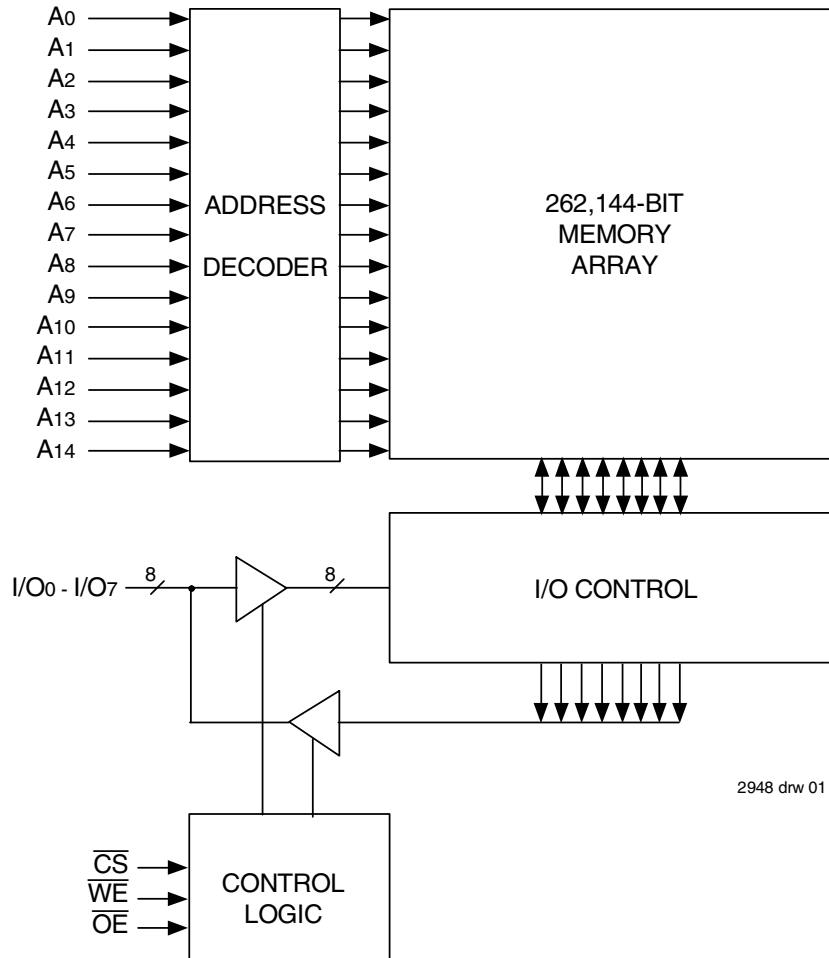 A0
A1
A2
A3
A4
A5
A6
A7
A8
A9
A10
A11
A12
A13
A14
ADDRESS
DECODER
262,144-BIT
MEMORY
ARRAY
I/O0 - I/O7
8
8
I/O CONTROL
2948 drw 01
CS
WE
OE
CONTROL
LOGIC